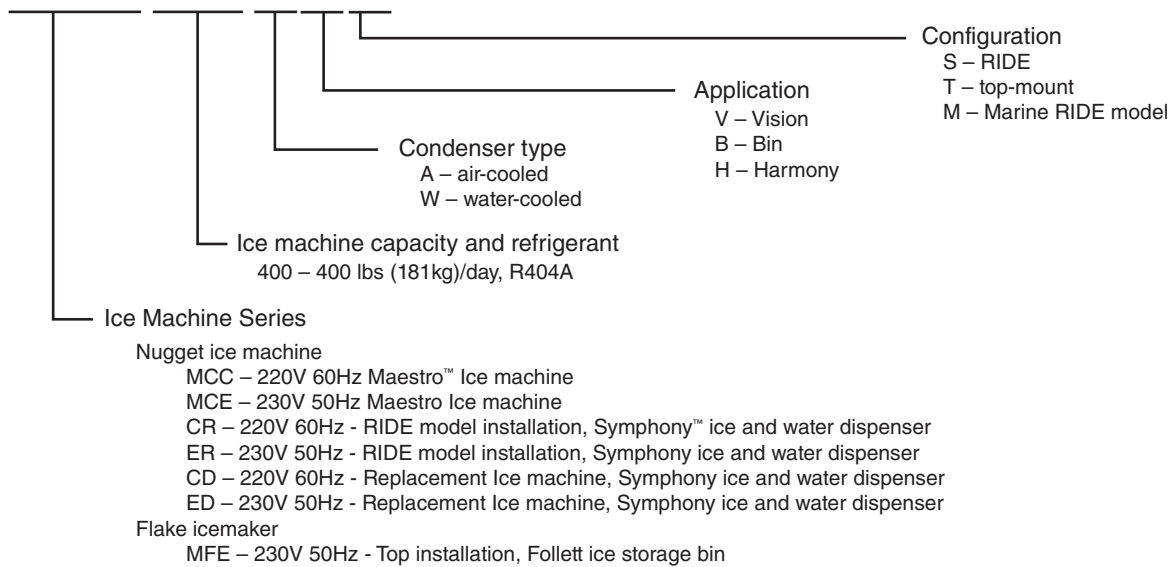 Configuration
S – RIDE
T – top-mount
M – Marine RIDE model
Application
V – Vision
B – Bin
H – Harmony
Condenser type
A – air-cooled
W – water-cooled
Ice machine capacity and refrigerant
400 – 400 lbs (181kg)/day, R404A
Ice Machine Series
Nugget ice machine
MCC – 220V 60Hz Maestro™ Ice machine
MCE – 230V 50Hz Maestro Ice machine
CR – 220V 60Hz - RIDE model installation, Symphony™ ice and water dispenser
ER – 230V 50Hz - RIDE model installation, Symphony ice and water dispenser
CD – 220V 60Hz - Replacement Ice machine, Symphony ice and water dispenser
ED – 230V 50Hz - Replacement Ice machine, Symphony ice and water dispenser
Flake icemaker
MFE – 230V 50Hz - Top installation, Follett ice storage bin